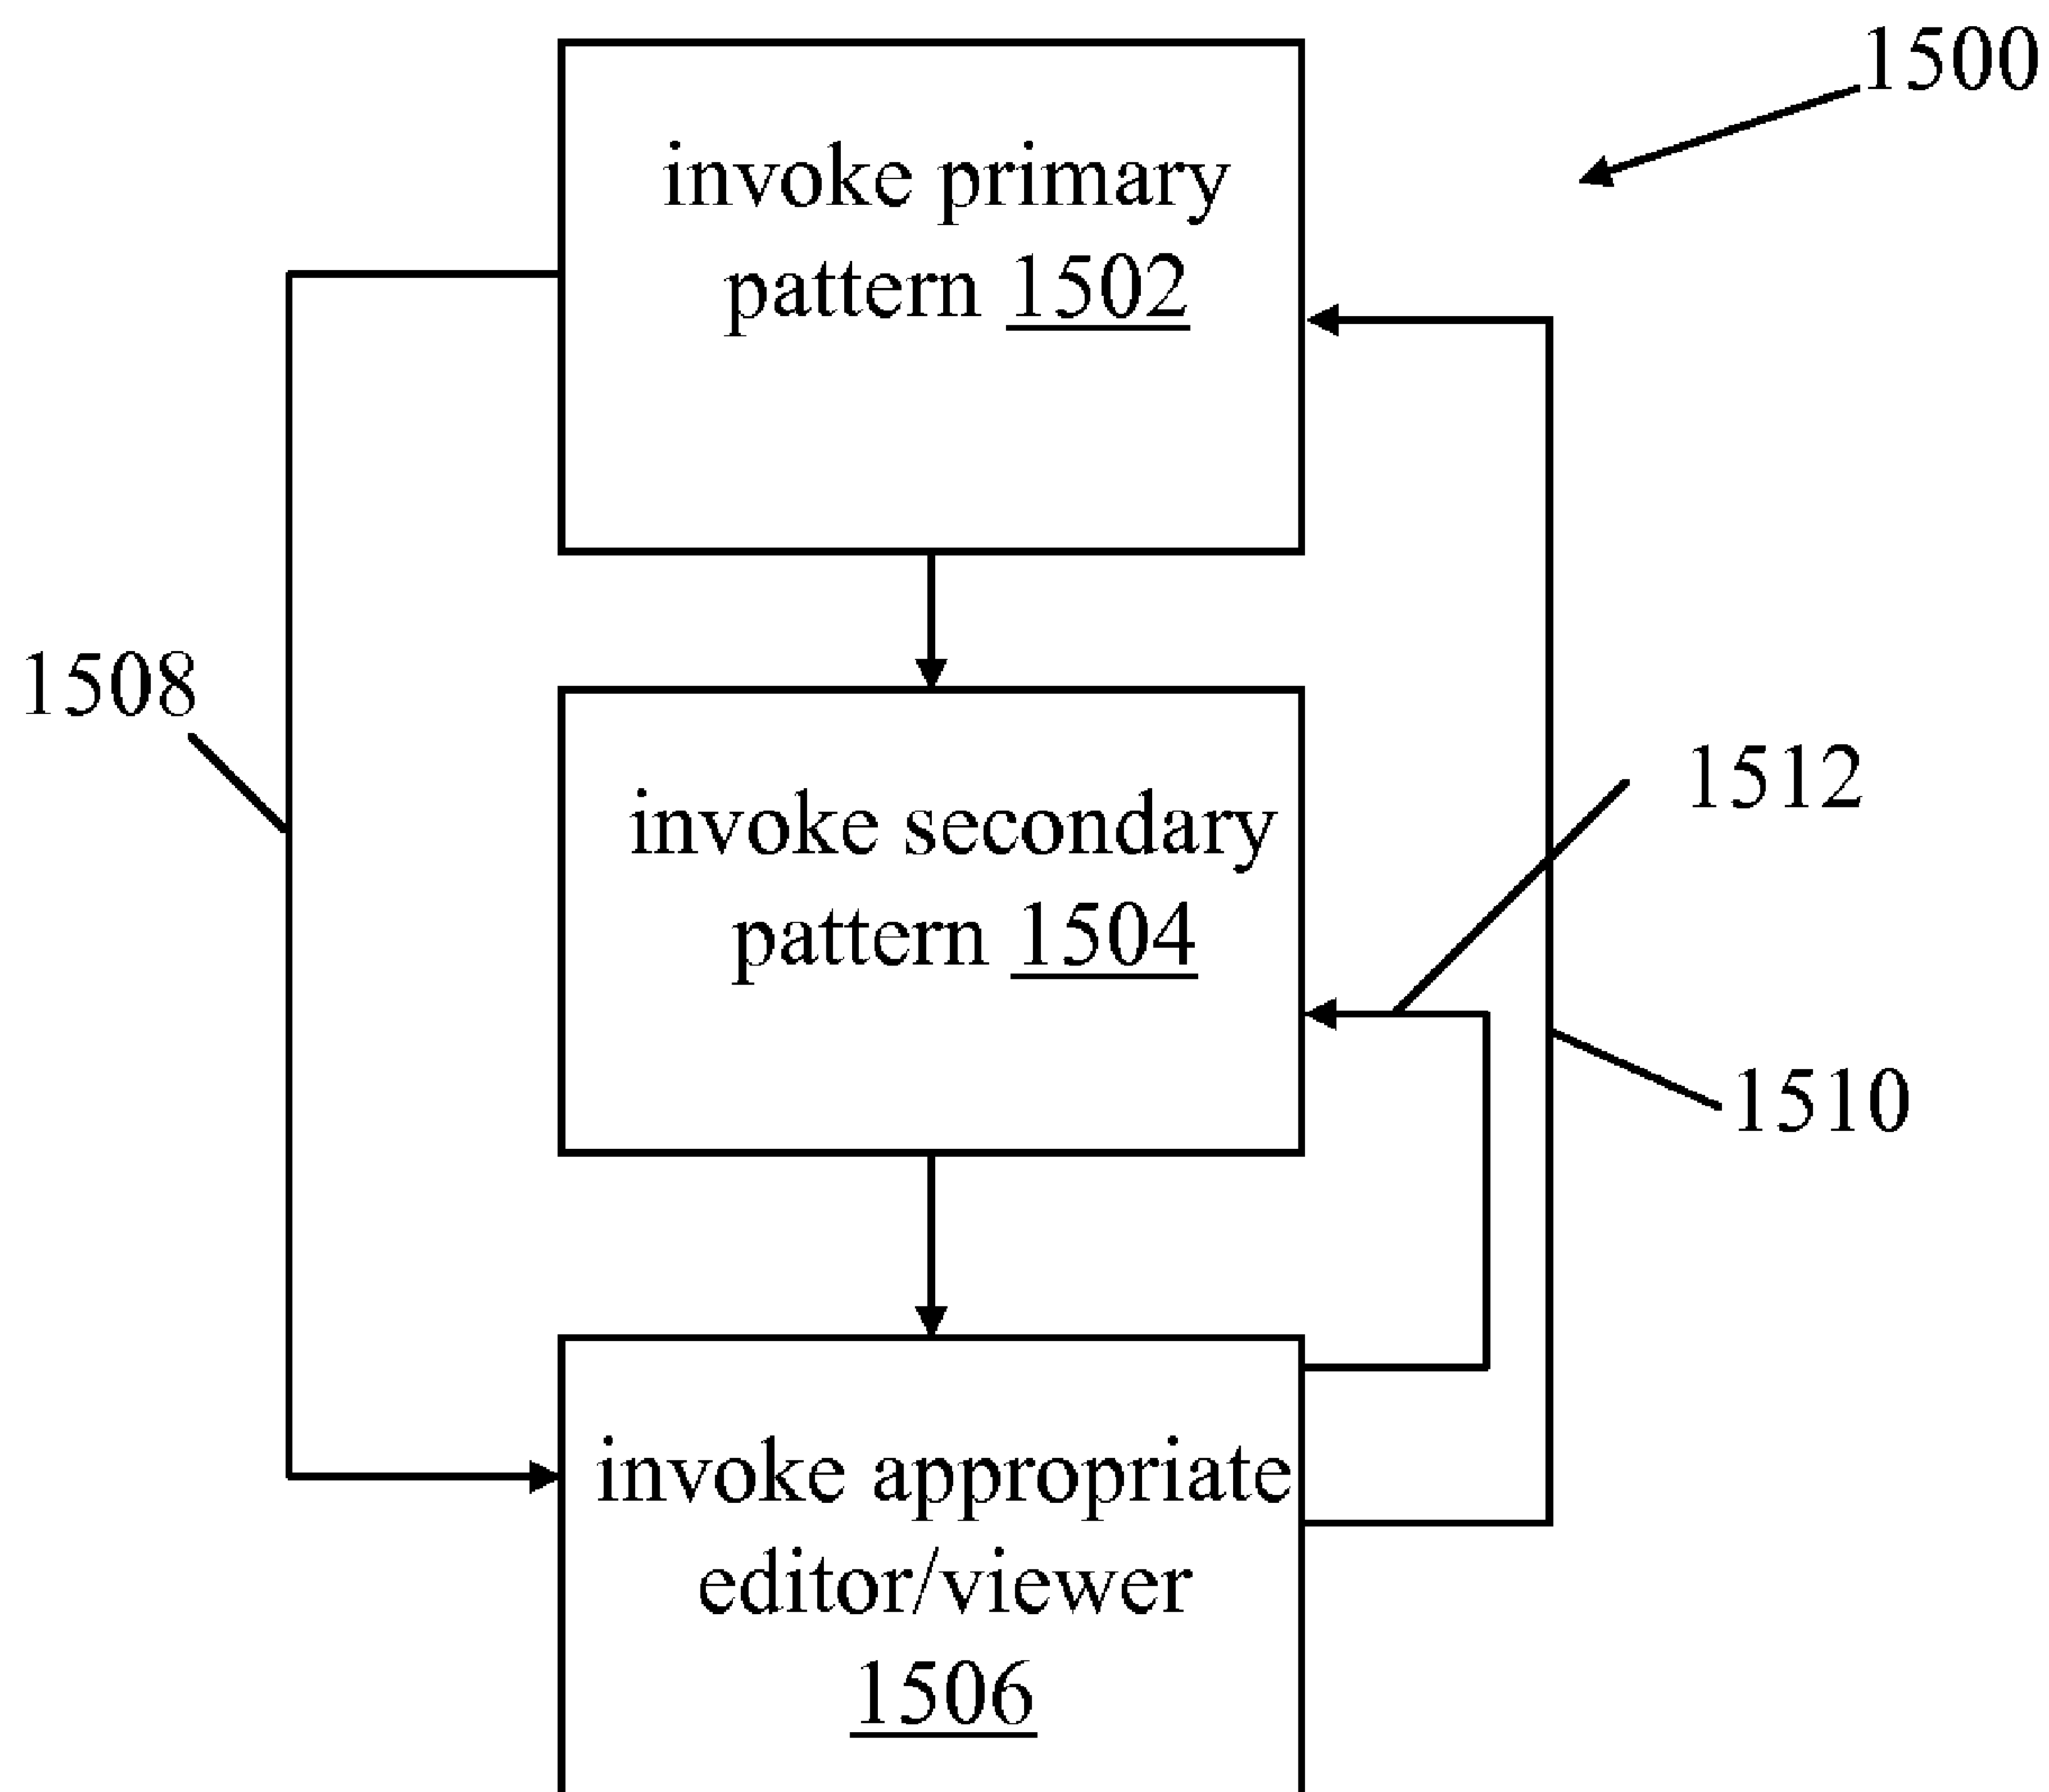 1500
invoke primary
pattern 1502
1508
1512
invoke secondary
pattern 1504
1510
invoke appropriate
editor/viewer
1506